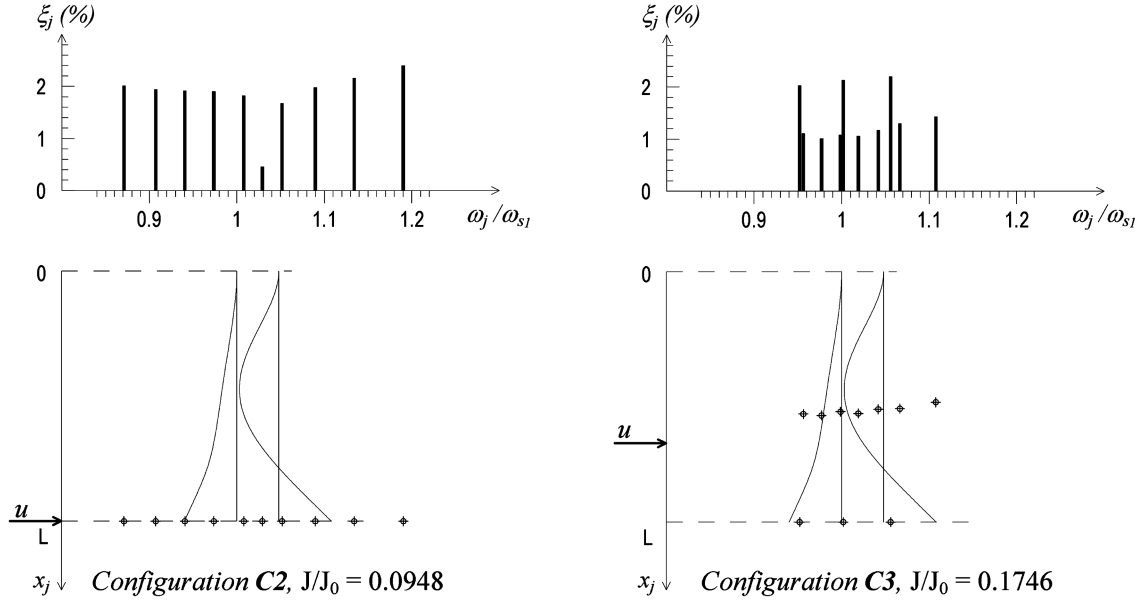 ξj (%)
2
1
0
0.9 1 1.1 1.2 ωj/ωs1
0
u
L
xj Configuration C2, J/J0 = 0.0948
ξj (%)
2
1
0
0.9 1 1.1 1.2 ωj/ωs1
0
u
L
xj Configuration C3, J/J0 = 0.1746